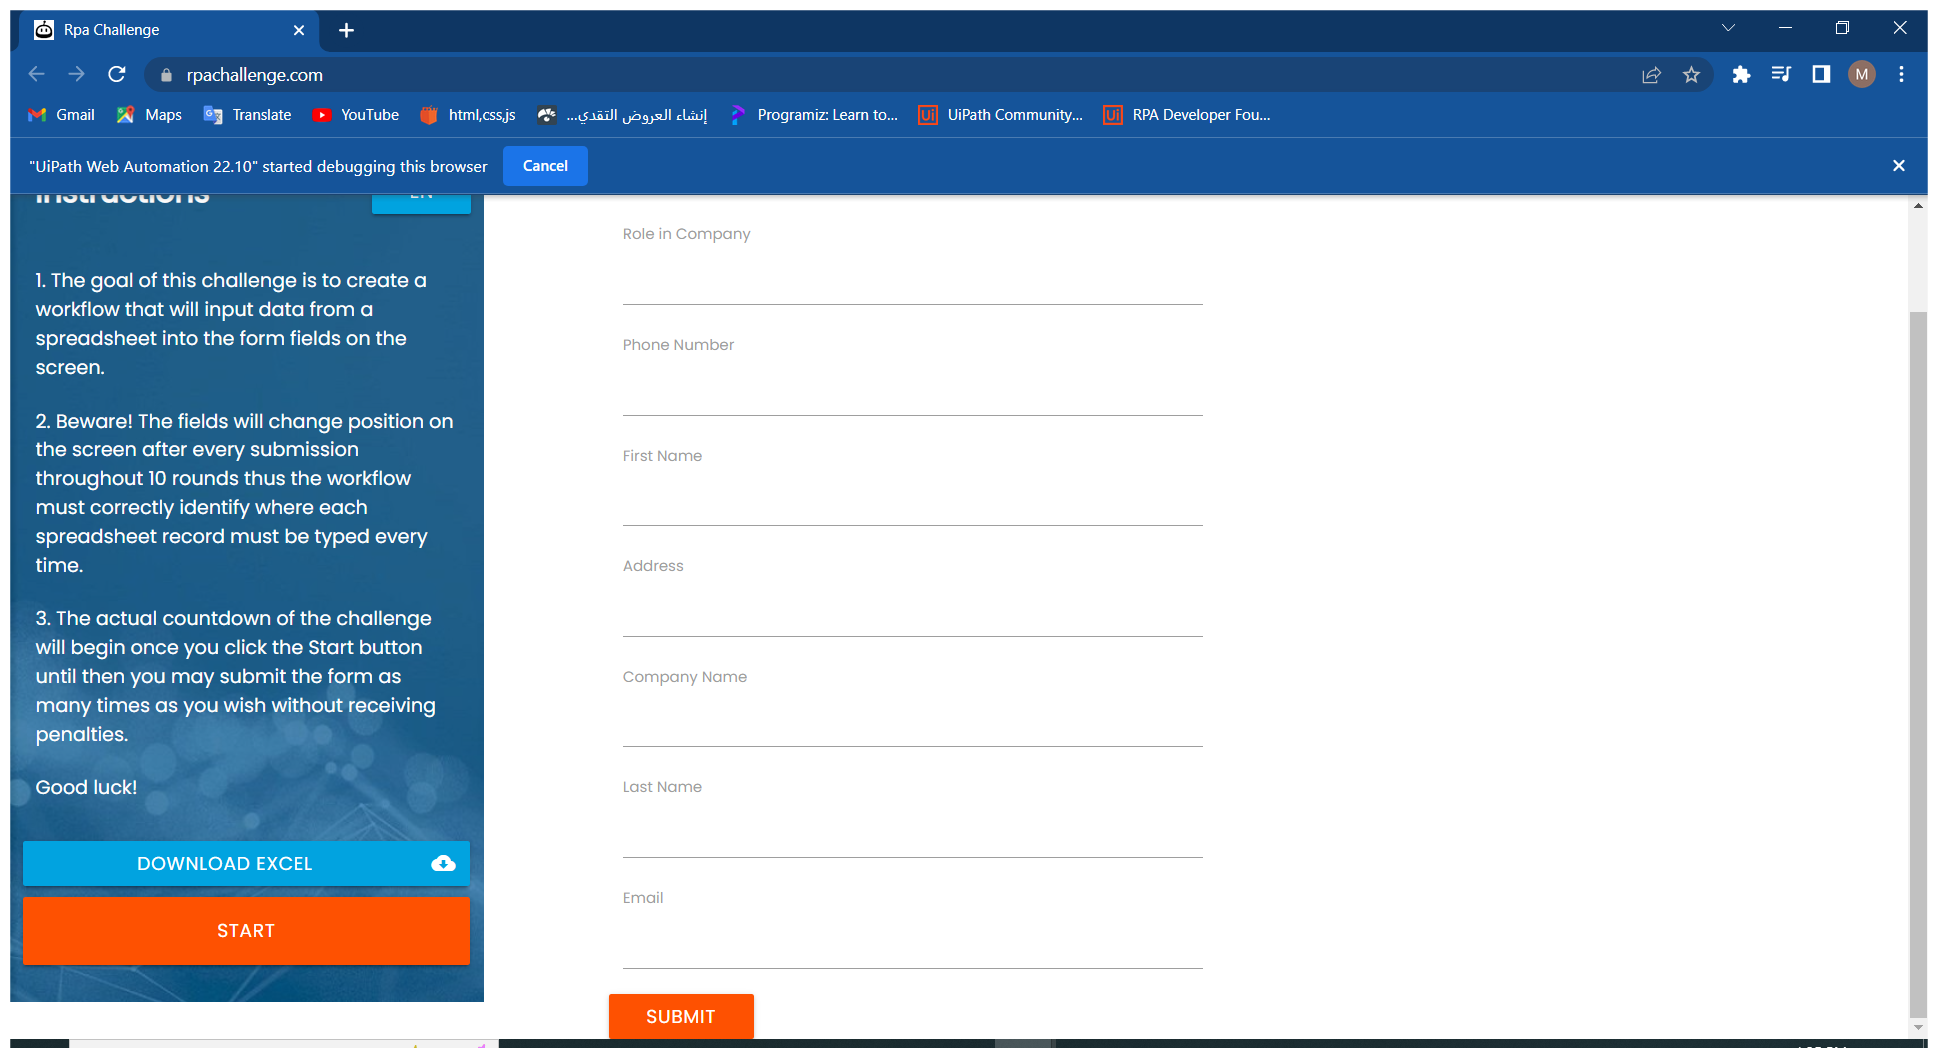 Rpa Challenge
rpachallenge.com
M
Gmail
Maps
Translate
YouTube
html,css,js
إنشاء العروض التقدي...
Programiz: Learn to...
Ui
UiPath Community...
Ui
RPA Developer Fou...
"UiPath Web Automation 22.10" started debugging this browser
Cancel
Instructions
EN
1. The goal of this challenge is to create a
workflow that will input data from a
spreadsheet into the form fields on the
screen.
2. Beware! The fields will change position on
the screen after every submission
throughout 10 rounds thus the workflow
must correctly identify where each
spreadsheet record must be typed every
time.
3. The actual countdown of the challenge
will begin once you click the Start button
until then you may submit the form as
many times as you wish without receiving
penalties.
Good luck!
DOWNLOAD EXCEL
START
Role in Company
Phone Number
First Name
Address
Company Name
Last Name
Email
SUBMIT